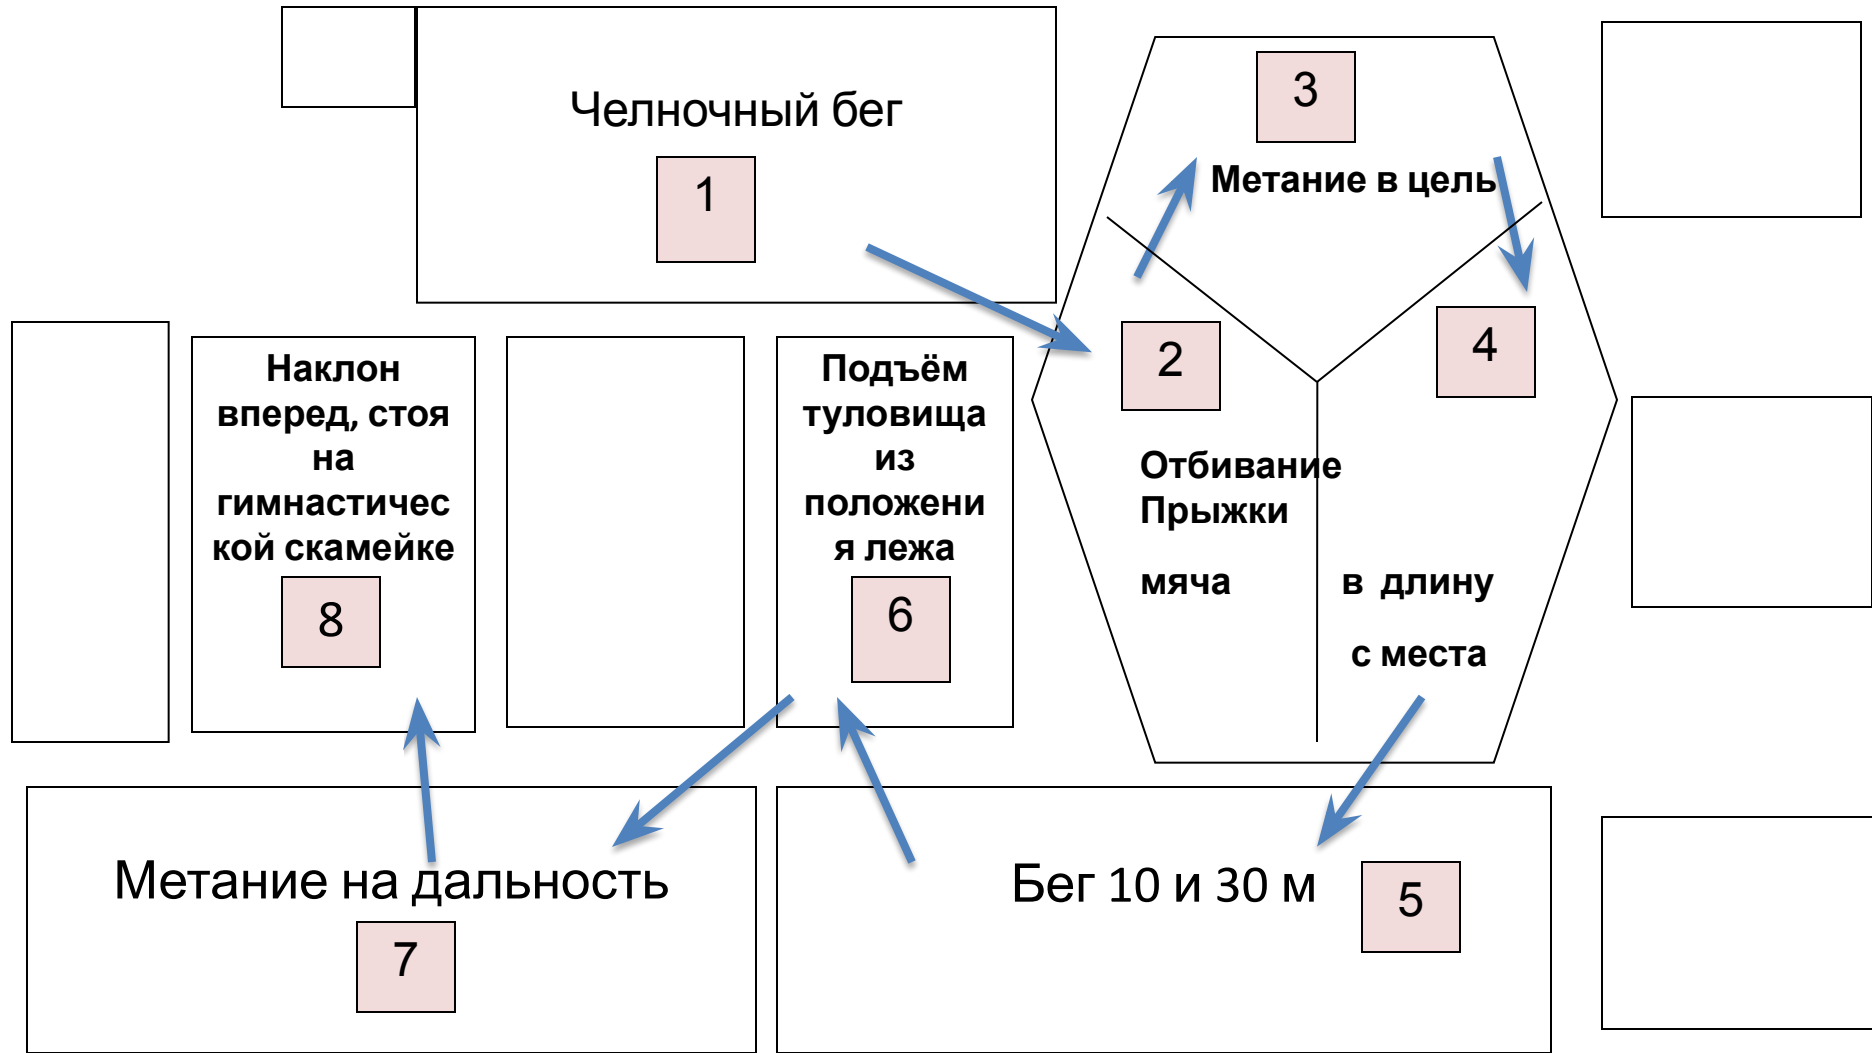 Челночный бег
1
3
Метание в цель
2
4
Отбивание
Прыжки
мяча в длину
с места
Наклон
вперед, стоя
на
гимнастичес
кой скамейке
8
Подъём
туловища
из
положени
я лежа
6
Метание на дальность
7
Бег 10 и 30 м
5